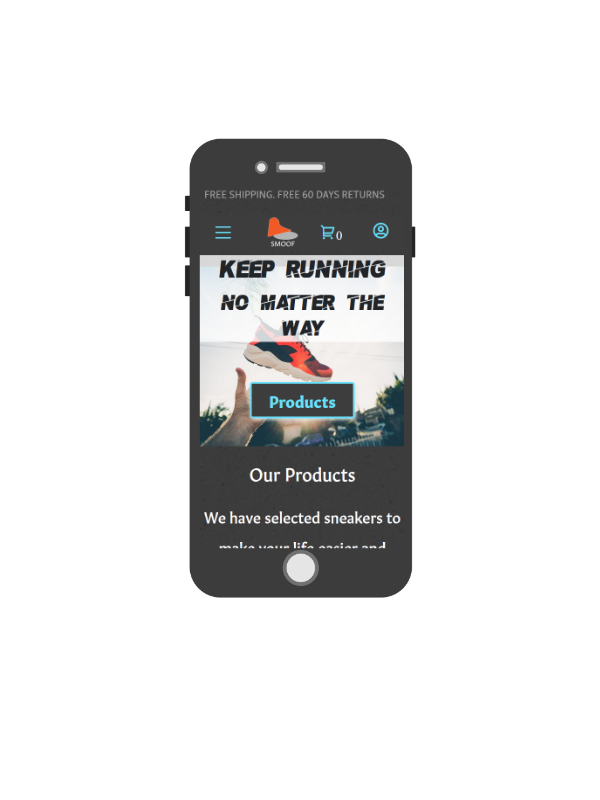 FREE SHIPPING. FREE 60 DAYS RETURNS
SMOOF
0
KEEP RUNNING
NO MATTER THE
WAY
Products
Our Products
We have selected sneakers to
make your life easier and